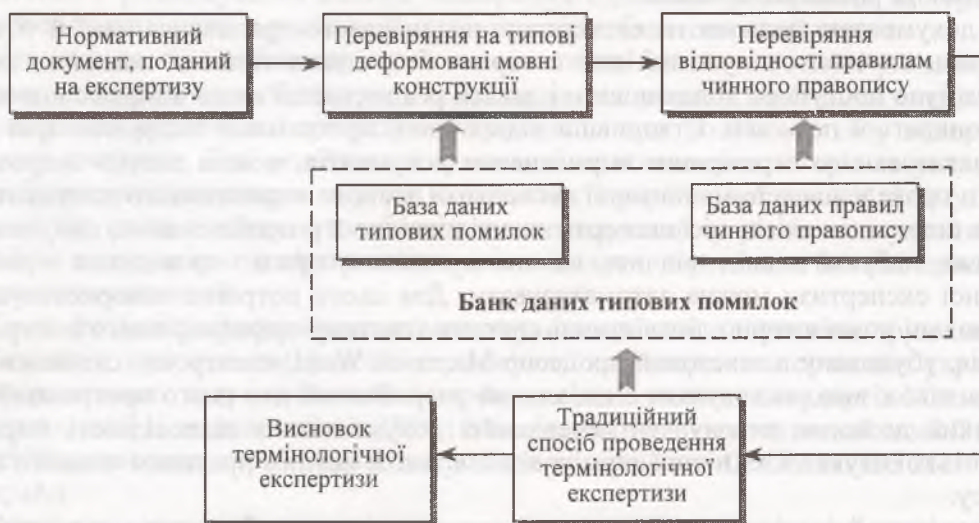 Нормативний
документ, поданий
на експертизу
Перевіряння на типові
деформовані мовні
конструкції
Перевіряння
відповідності правилам
чинного правопису
База даних
типових помилок
База даних правил
чинного правопису
Банк даних типових помилок
Висновок
термінологічної
експертизи
Традиційний
спосіб проведення
термінологічної
експертизи